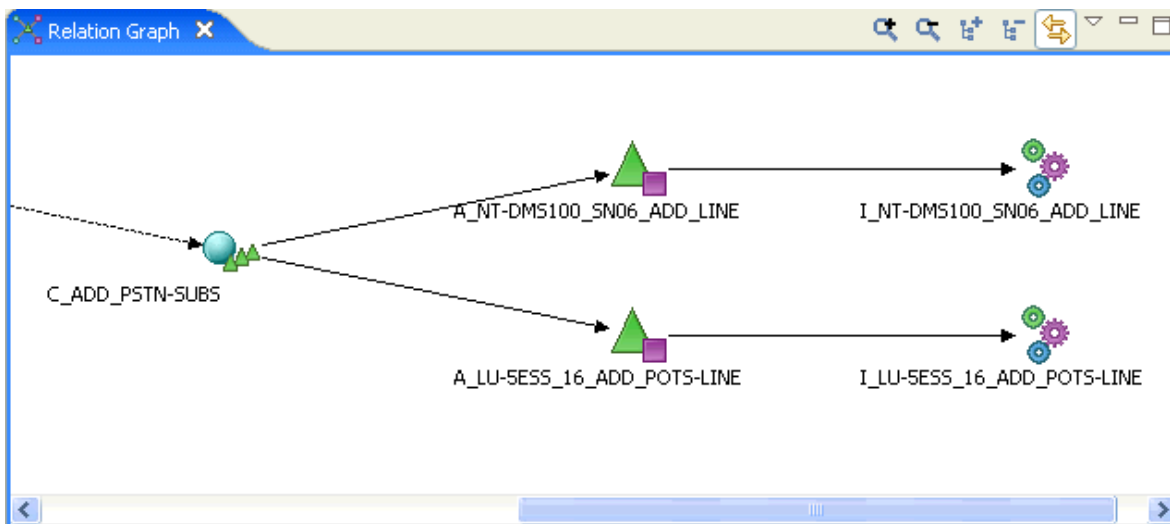 Relation Graph
A_NT-DMS100_SN06_ADD_LINE
I_NT-DMS100_SN06_ADD_LINE
C_ADD_PSTN-SUBS
A_LU-5ESS_16_ADD_POTS-LINE
I_LU-5ESS_16_ADD_POTS-LINE